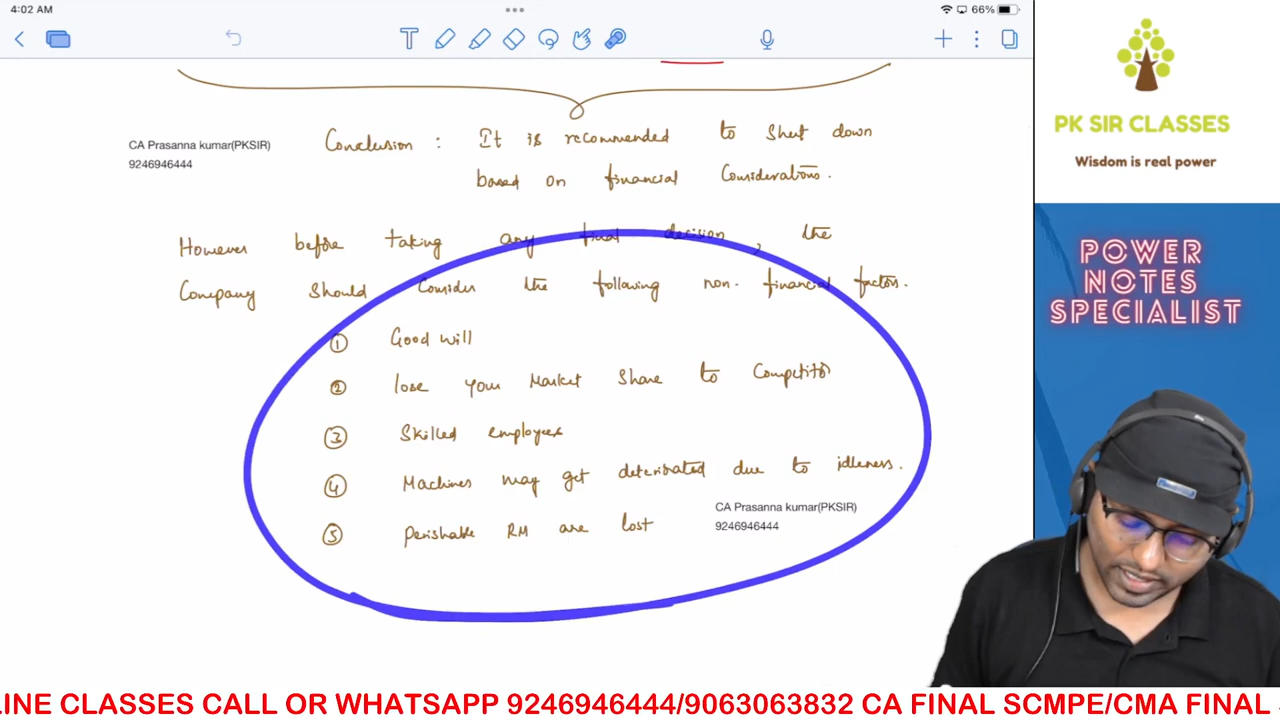 4:02 AM
66%
PK SIR CLASSES
Wisdom is real power
CA Prasanna kumar(PKSIR)
9246946444
Conclusion : It is recommended to shut down
based on financial Considerations.
However before taking any final decision, the
Company should Consider the following non-financial factors.
① Good will
② lose your Market Share to Competitor
③ Skilled employees
④ Machines may get deteriorated due to idleness.
⑤ Perishable RM are lost
CA Prasanna kumar(PKSIR)
9246946444
POWER
NOTES
SPECIALIST
LINE CLASSES CALL OR WHATSAPP 9246946444/9063063832 CA FINAL SCMPE/CMA FINAL